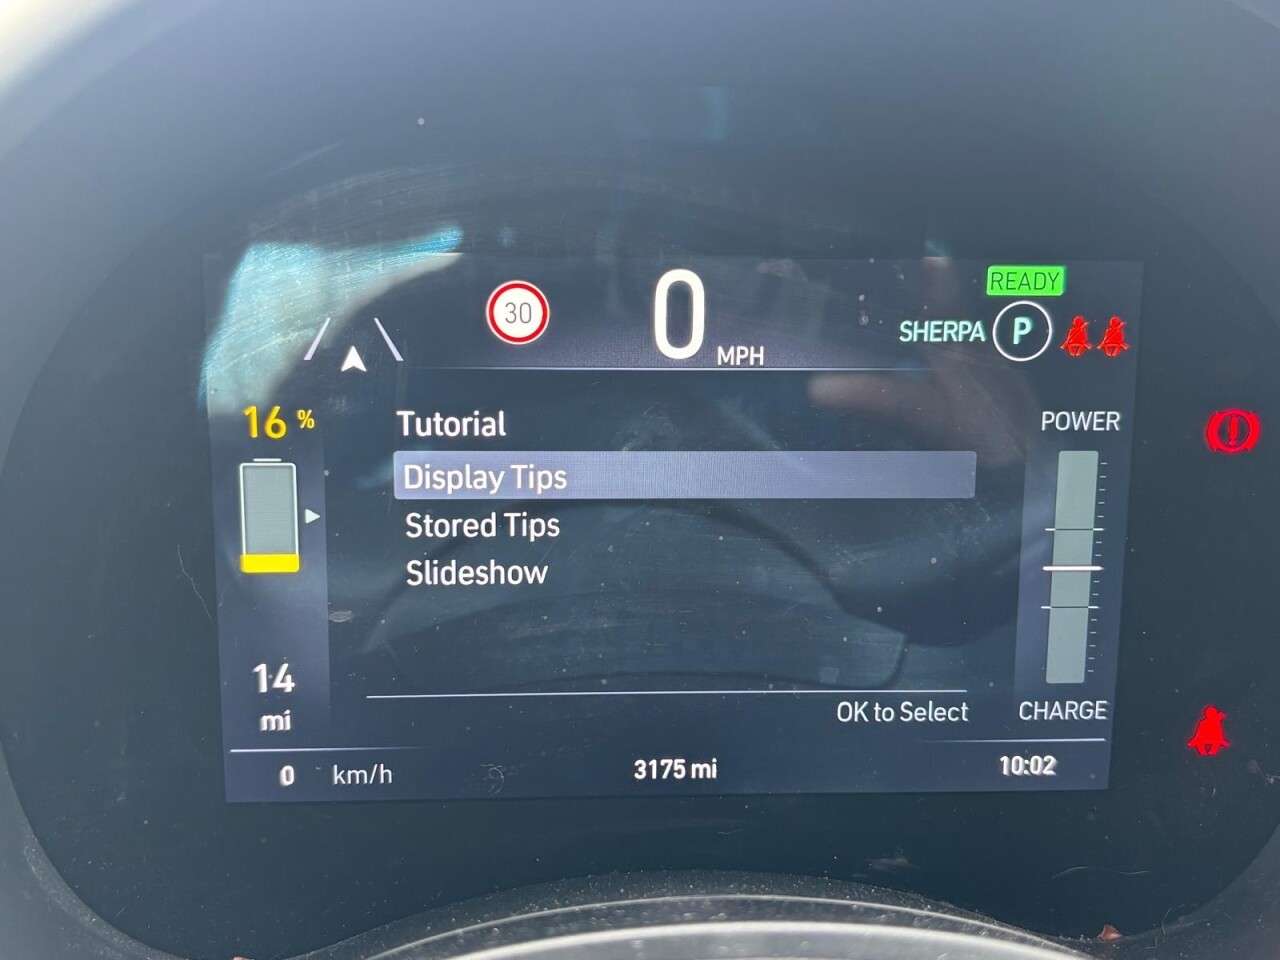 READY
30
0 MPH
SHERPA P
16 %
Tutorial
POWER
Display Tips
Stored Tips
Slideshow
14
mi
OK to Select
CHARGE
0 km/h
3175 mi
10:02